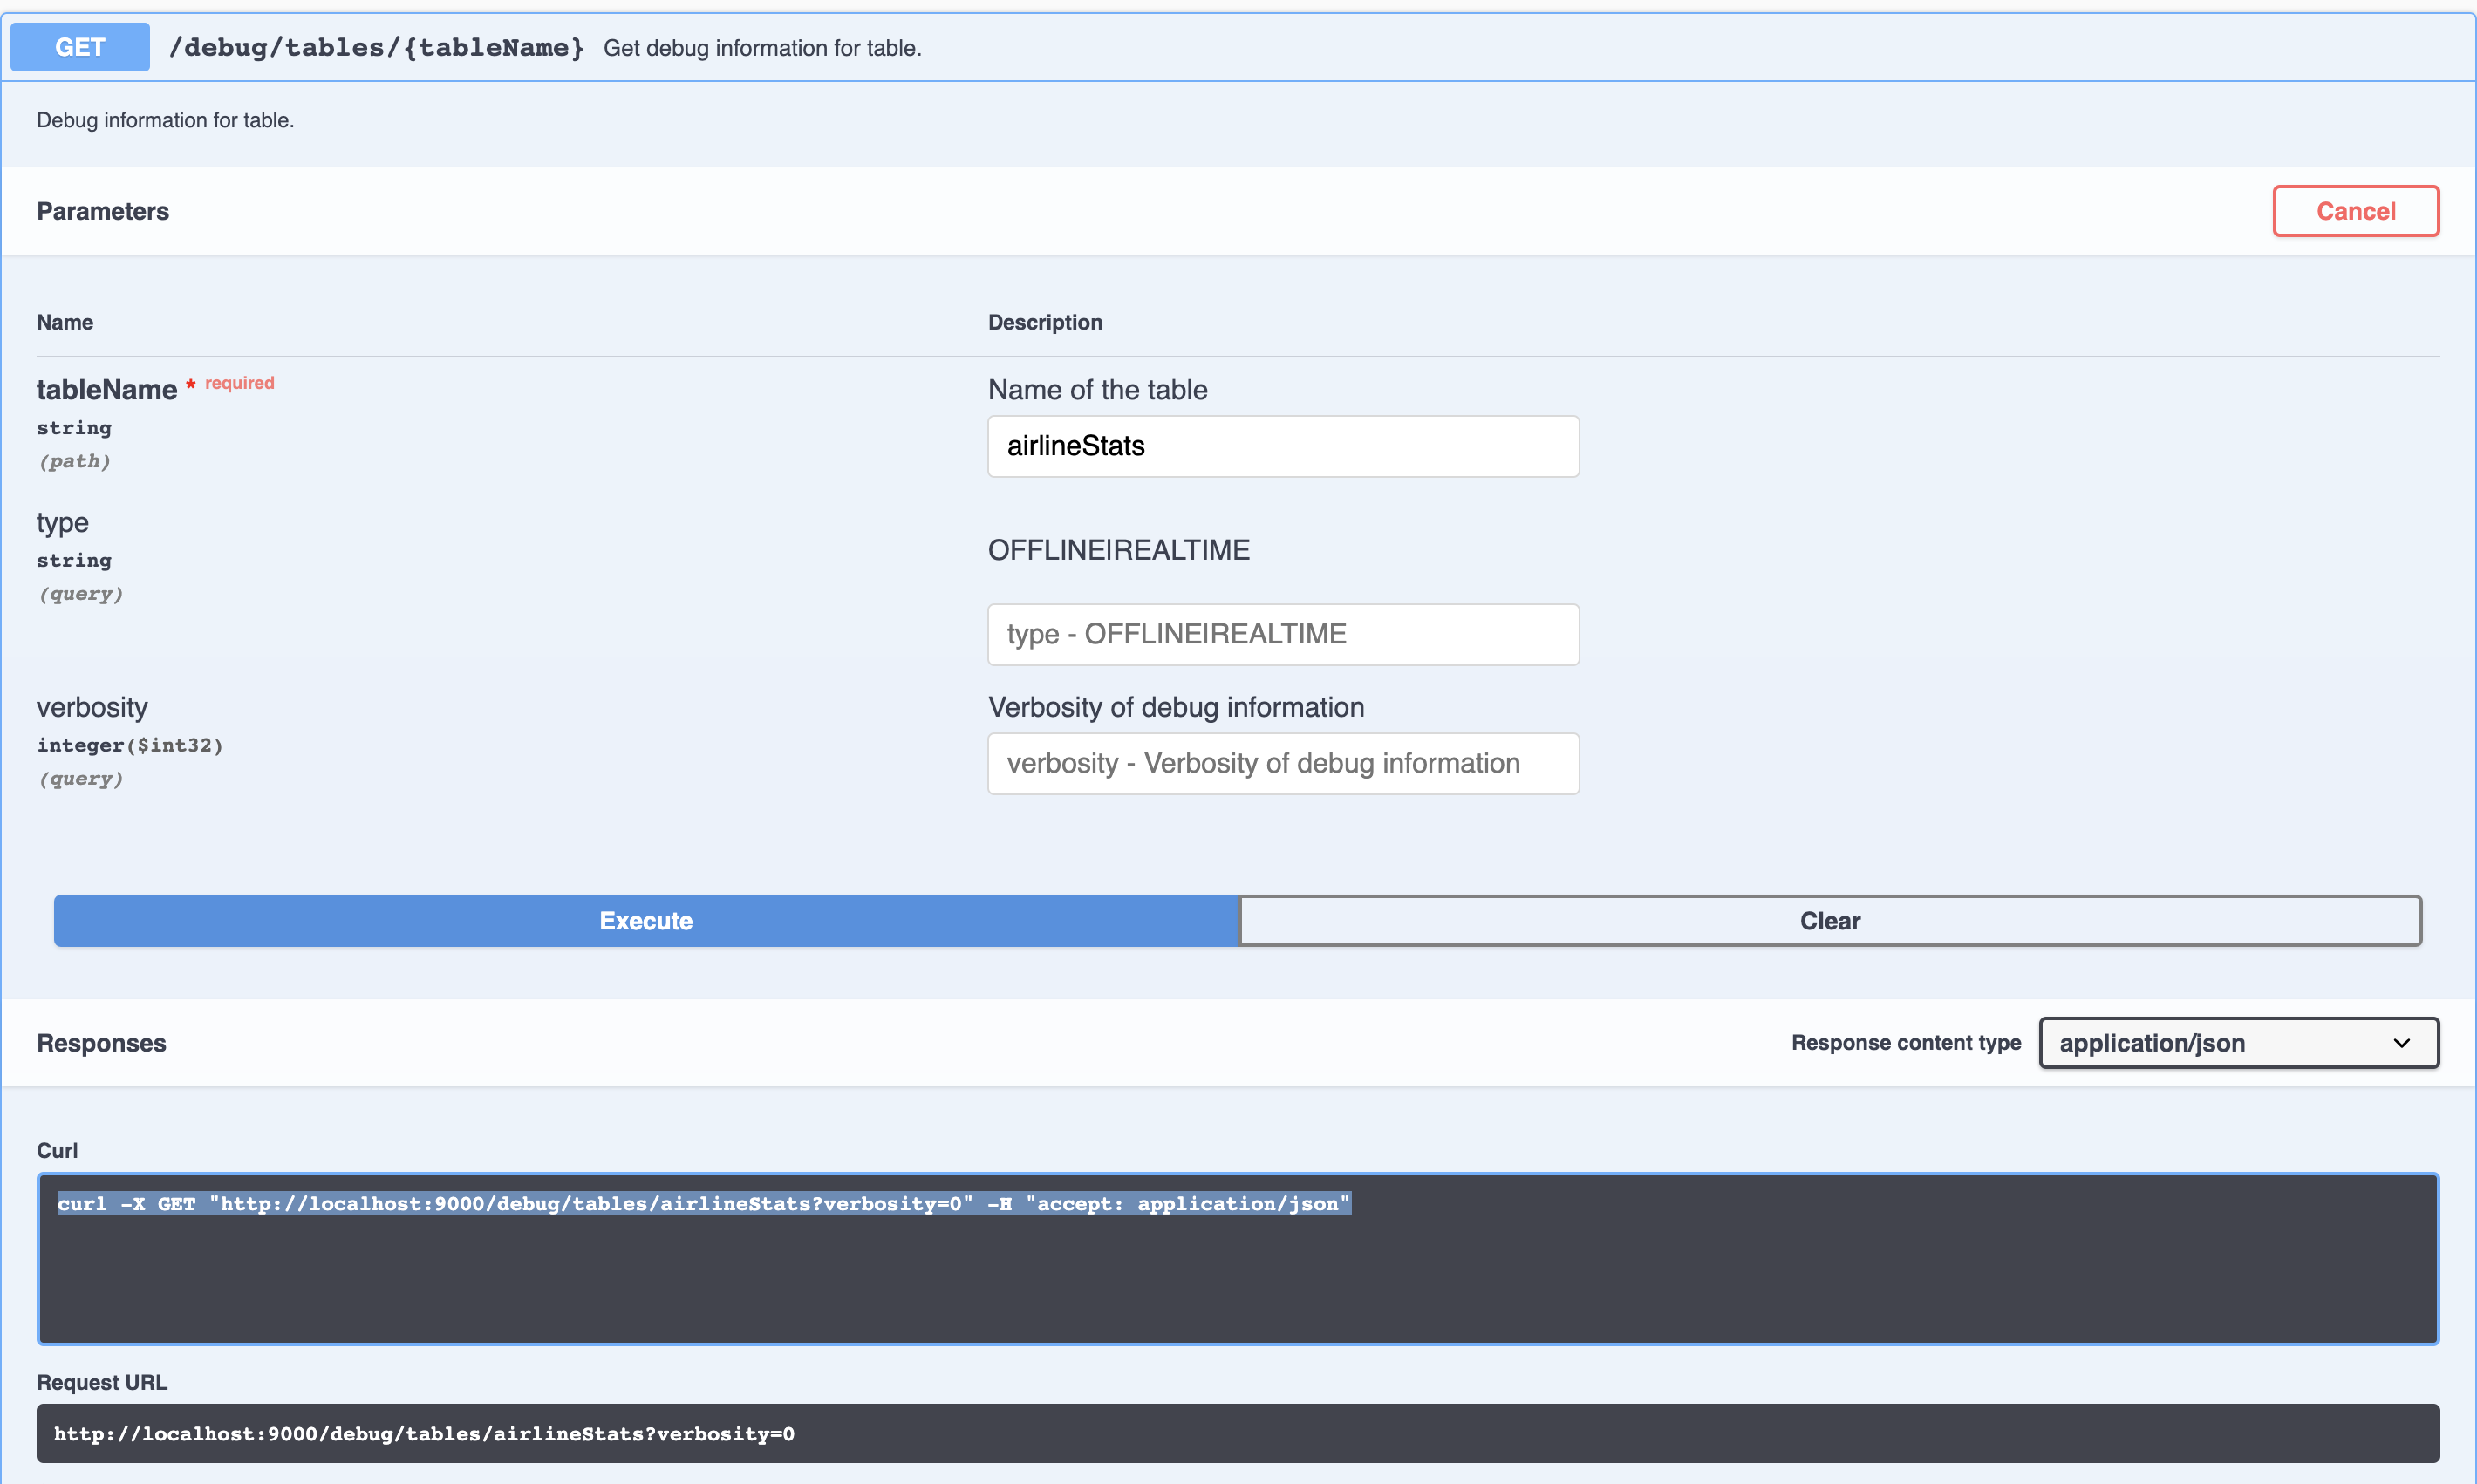 GET /debug/tables/{tableName} Get debug information for table.
Debug information for table.
Parameters Cancel
Name Description
tableName * required
string
(path)
Name of the table
airlineStats
type
string
(query)
OFFLINE|REALTIME
type - OFFLINE|REALTIME
verbosity
integer($int32)
(query)
Verbosity of debug information
verbosity - Verbosity of debug information
Execute Clear
Responses Response content type application/json
Curl
curl -X GET "http://localhost:9000/debug/tables/airlineStats?verbosity=0" -H "accept: application/json"
Request URL
http://localhost:9000/debug/tables/airlineStats?verbosity=0